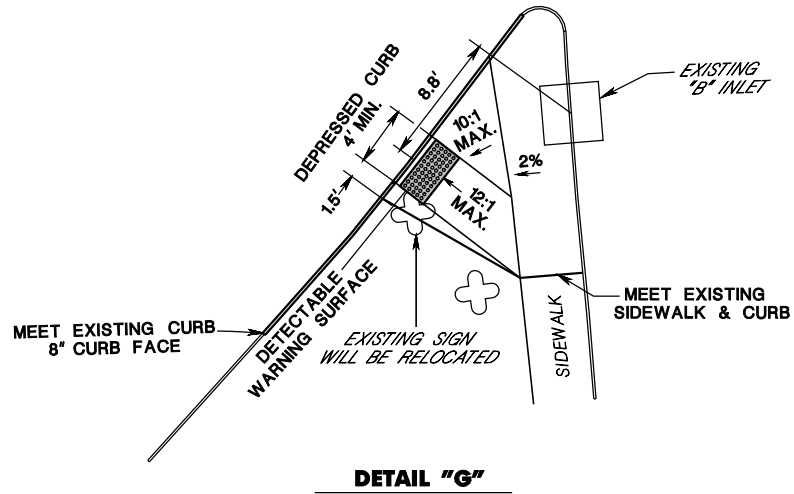 DEPRESSED CURB
4' MIN.
8.8'
1.5'
10:1
MAX.
2%
12:1
MAX.
EXISTING
"B" INLET
DETECTABLE
WARNING SURFACE
MEET EXISTING CURB
8" CURB FACE
EXISTING SIGN
WILL BE RELOCATED
SIDEWALK
MEET EXISTING
SIDEWALK & CURB
DETAIL "G"